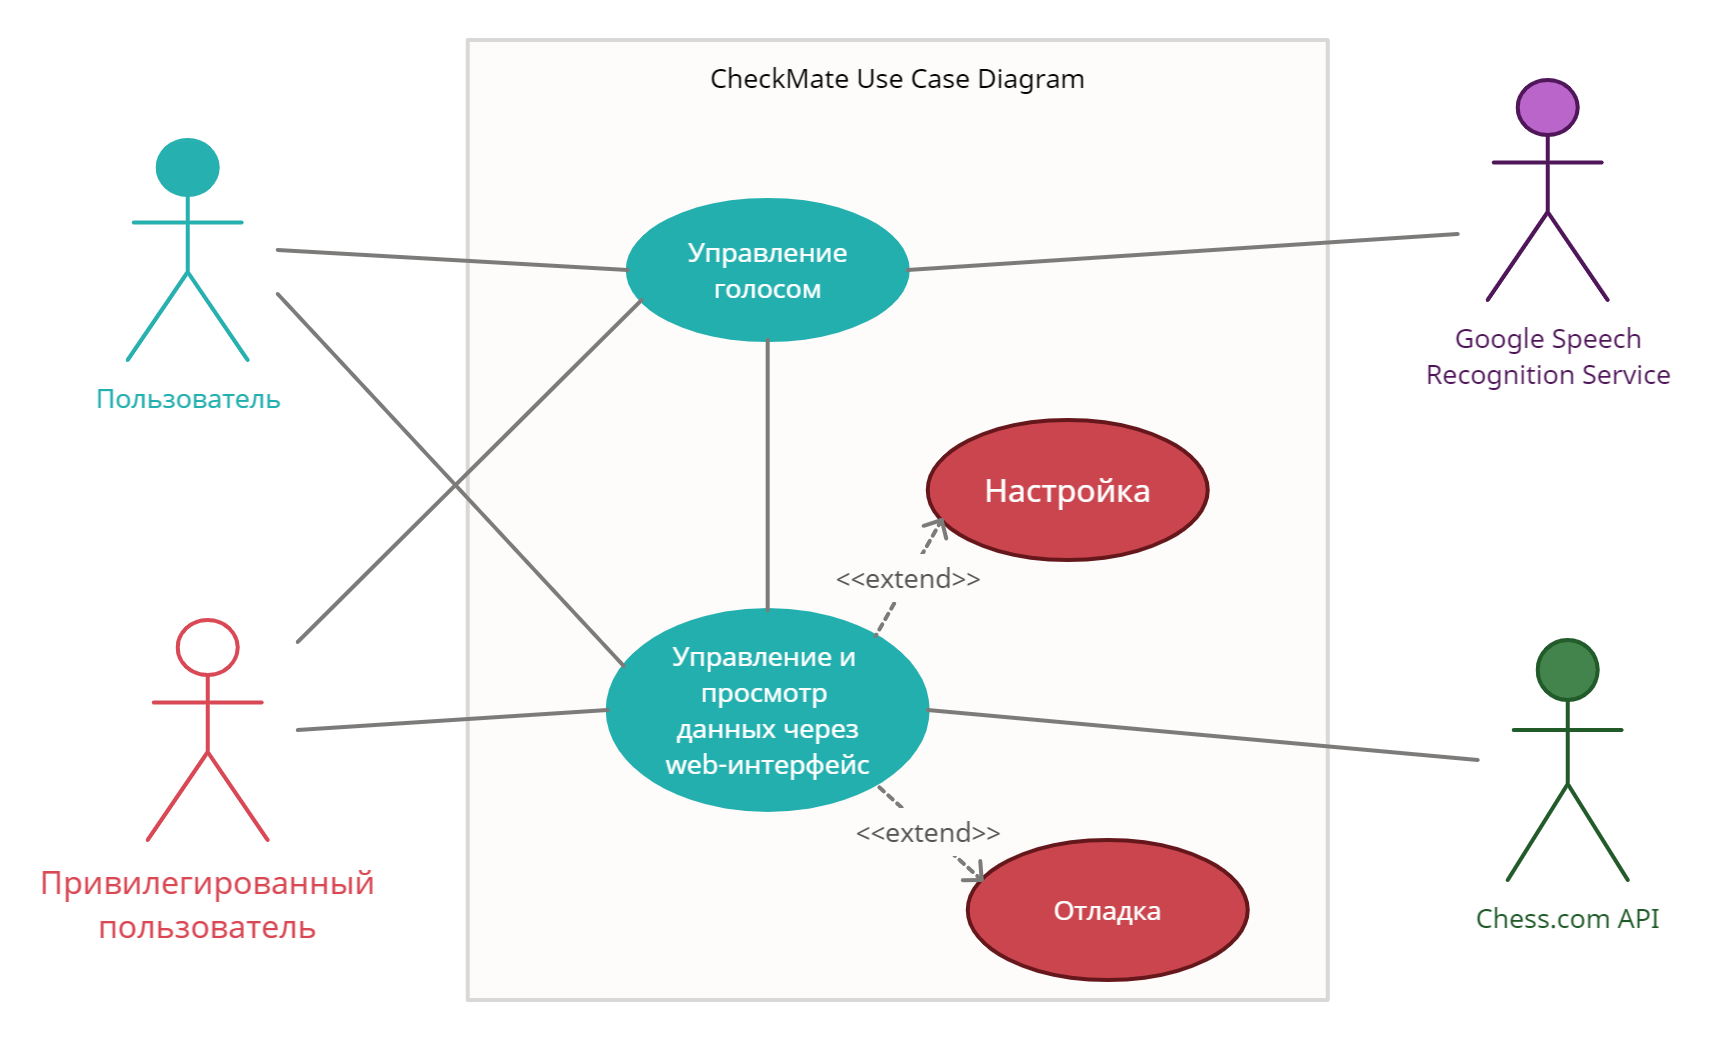 CheckMate Use Case Diagram
Управление
голосом
Пользователь
Google Speech
Recognition Service
Настройка
<<extend>>
Управление и
просмотр
данных через
web-интерфейс
<<extend>>
Отладка
Привилегированный
пользователь
Chess.com API